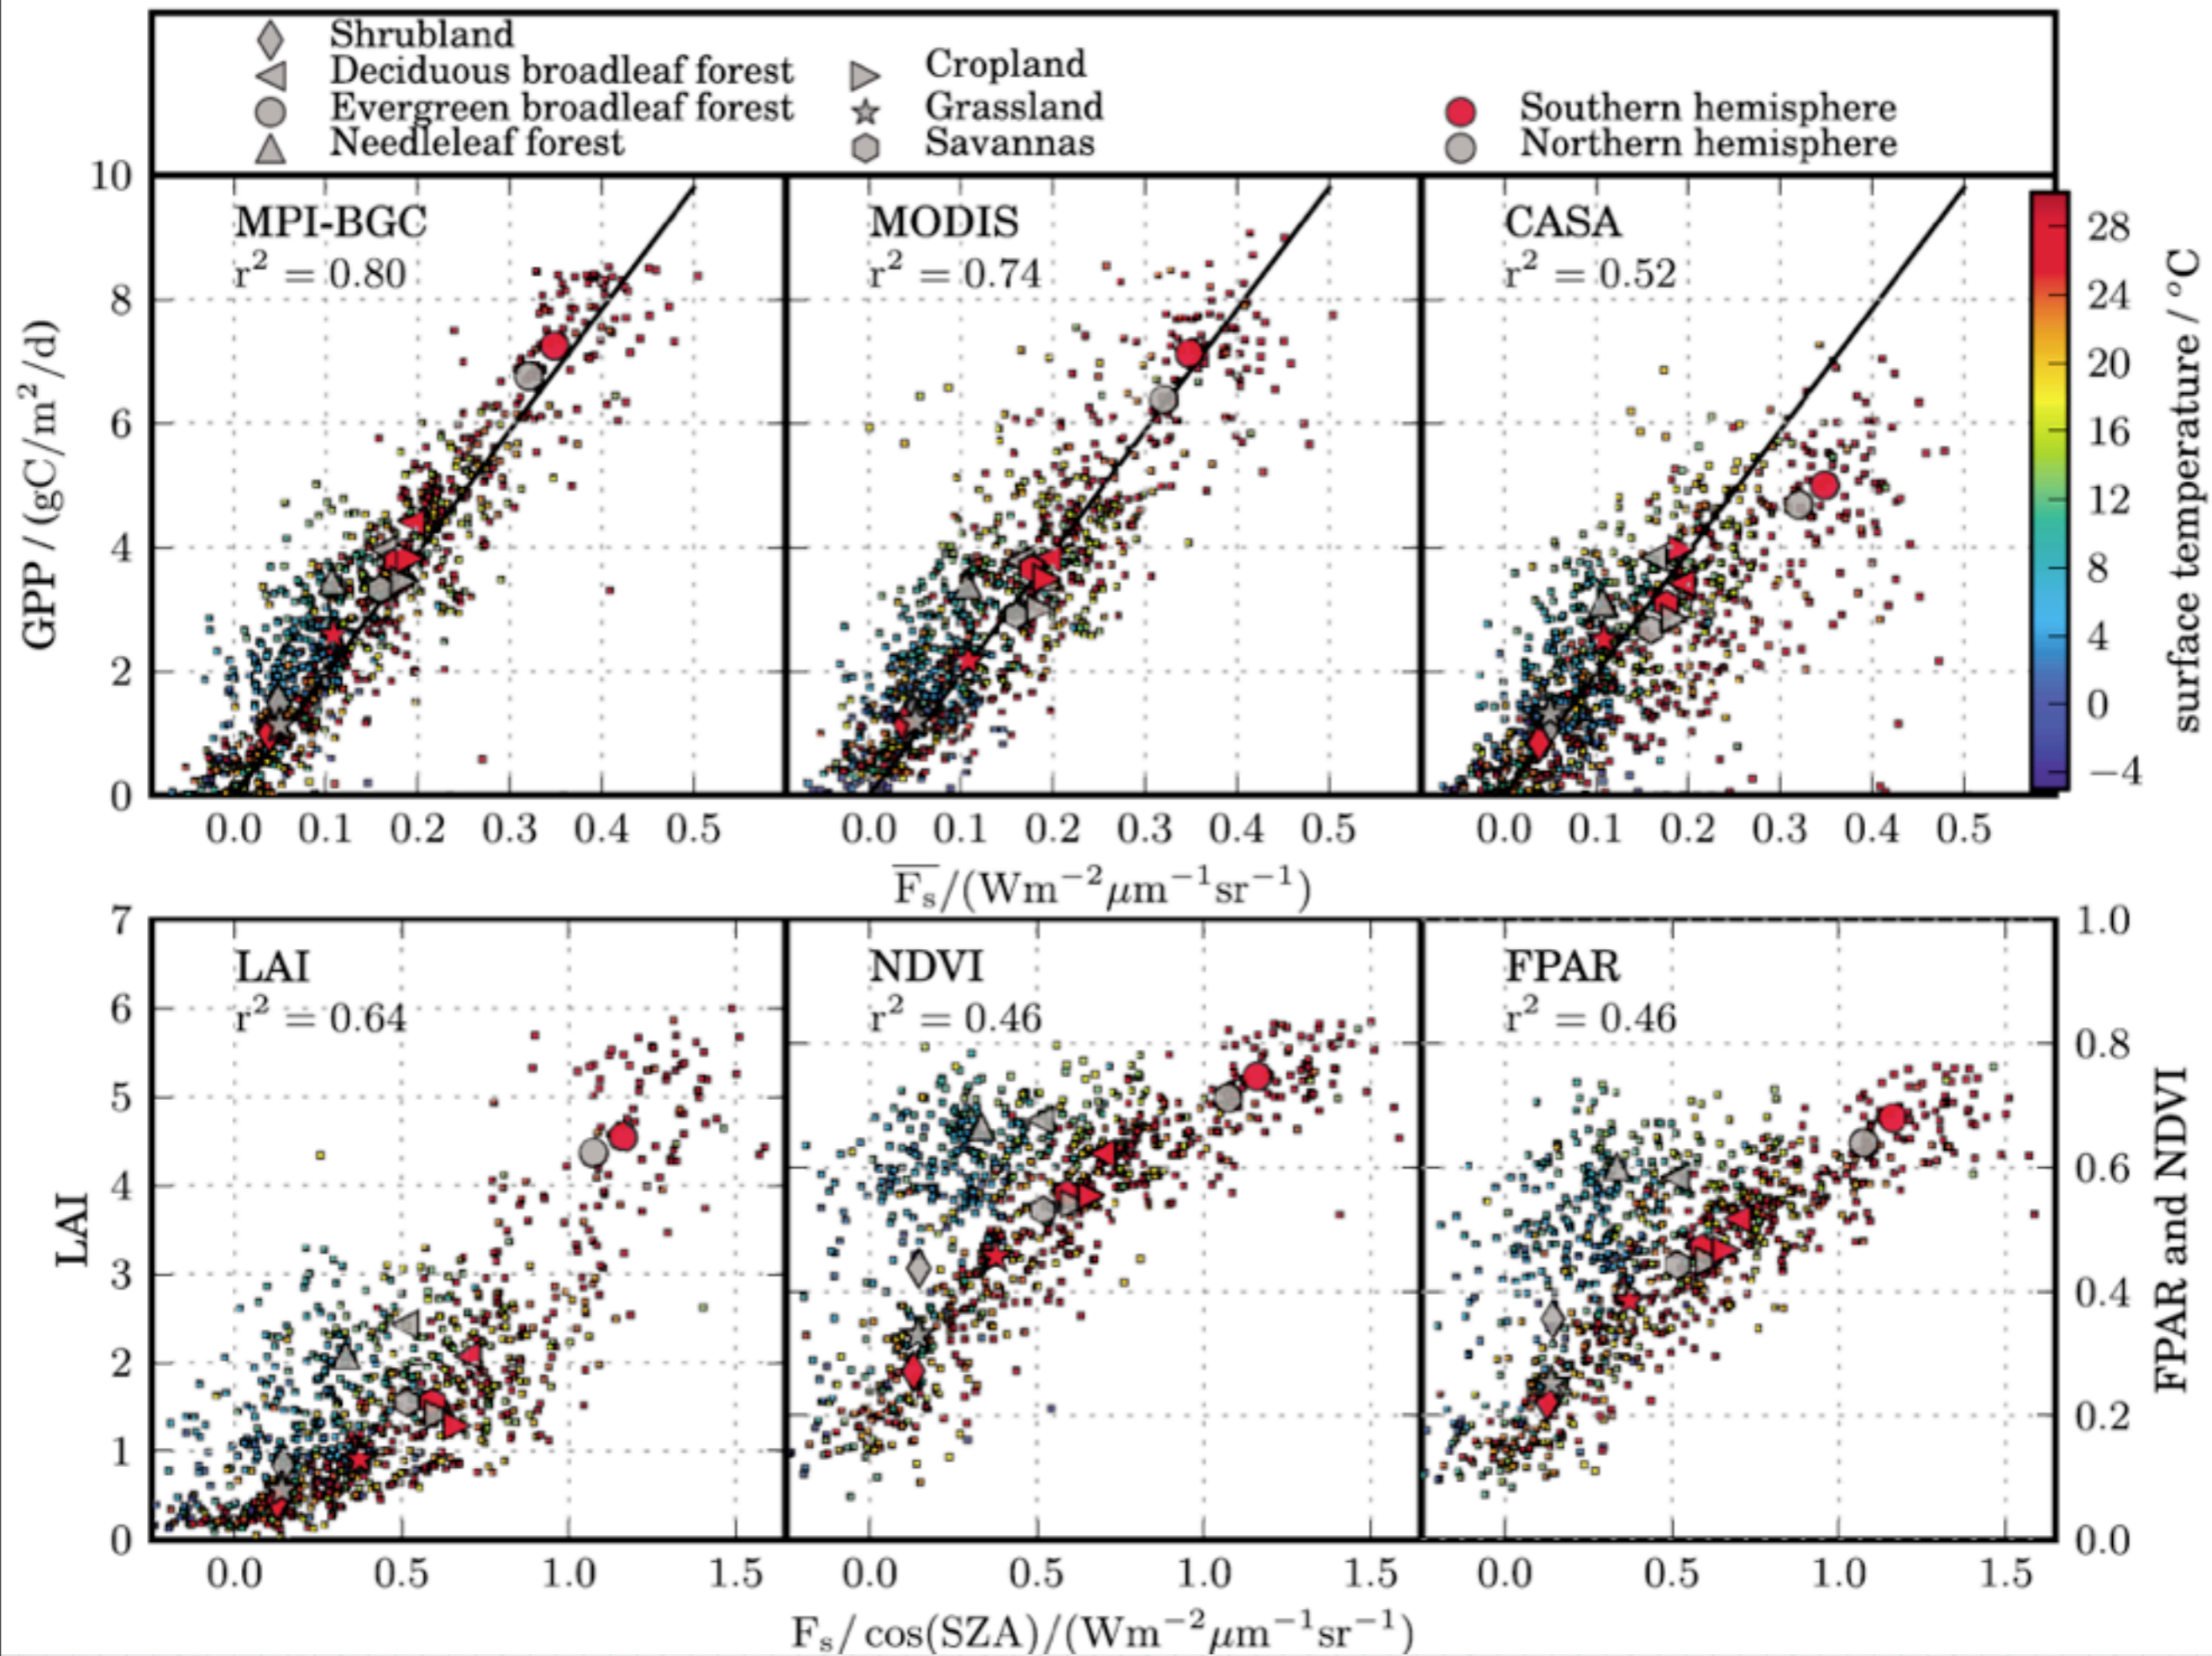 Shrubland
Deciduous broadleaf forest
Evergreen broadleaf forest
Needleleaf forest
Cropland
Grassland
Savannas
Southern hemisphere
Northern hemisphere
MPI-BGC
r² = 0.80
MODIS
r² = 0.74
CASA
r² = 0.52
GPP / (gC/m² /d)
10
8
6
4
2
0
0.0 0.1 0.2 0.3 0.4 0.5
0.0 0.1 0.2 0.3 0.4 0.5
0.0 0.1 0.2 0.3 0.4 0.5
F̅s/(Wm⁻²μm⁻¹sr⁻¹)
28
24
20
16
12
8
4
0
−4
surface temperature / °C
LAI
r² = 0.64
NDVI
r² = 0.46
FPAR
r² = 0.46
LAI
7
6
5
4
3
2
1
0
0.0 0.5 1.0 1.5
0.0 0.5 1.0 1.5
0.0 0.5 1.0 1.5
Fs/cos(SZA)/(Wm⁻²μm⁻¹sr⁻¹)
1.0
0.8
0.6
0.4
0.2
0.0
FPAR and NDVI